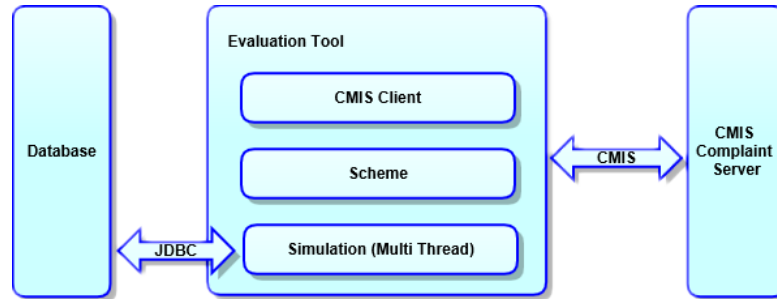 Evaluation Tool
CMIS Client
Database
Scheme
CMIS
CMIS
Complaint
Server
JDBC
Simulation (Multi Thread)